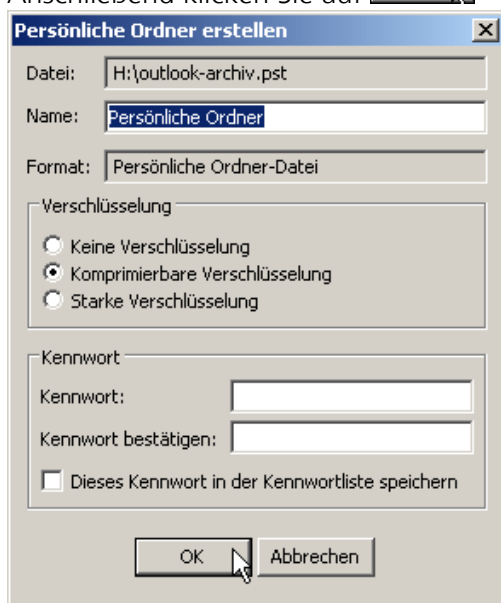 Anschließend klicken Sie auf
Persönliche Ordner erstellen
Datei: H:\outlook-archiv.pst
Name: Persönliche Ordner
Format: Persönliche Ordner-Datei
Verschlüsselung
Keine Verschlüsselung
Komprimierbare Verschlüsselung
Starke Verschlüsselung
Kennwort
Kennwort:
Kennwort bestätigen:
Dieses Kennwort in der Kennwortliste speichern
OK Abbrechen